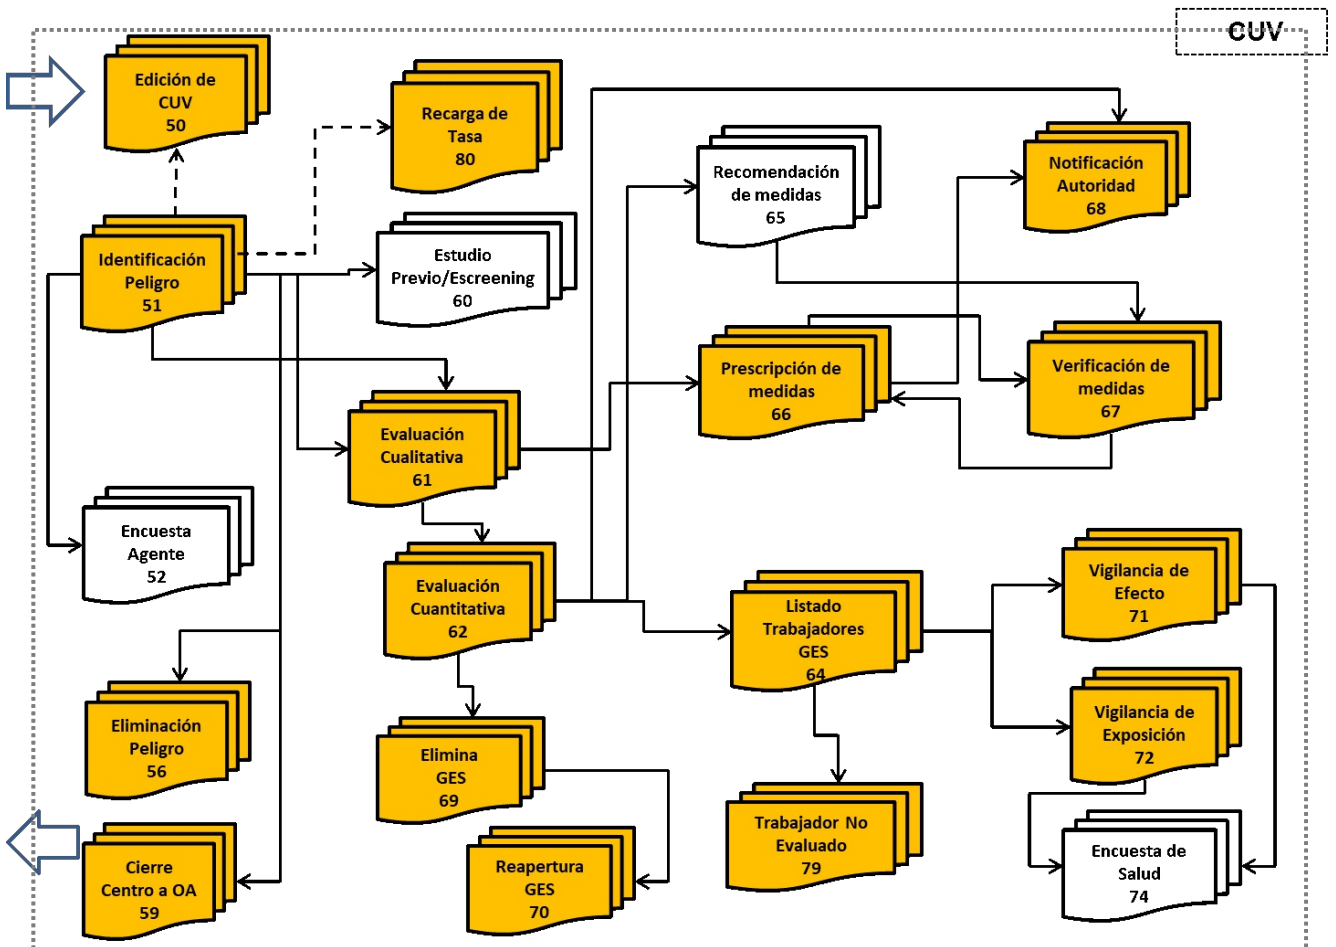 CUV
Edición de
CUV
50
Recarga de
Tasa
80
Recomendación
de medidas
65
Notificación
Autoridad
68
Identificación
Peligro
51
Estudio
Previo/Escreening
60
Prescripción de
medidas
66
Verificación de
medidas
67
Evaluación
Cualitativa
61
Encuesta
Agente
52
Evaluación
Cuantitativa
62
Listado
Trabajadores
GES
64
Vigilancia de
Efecto
71
Eliminación
Peligro
56
Elimina
GES
69
Vigilancia de
Exposición
72
Trabajador No
Evaluado
79
Cierre
Centro a OA
59
Reapertura
GES
70
Encuesta de
Salud
74